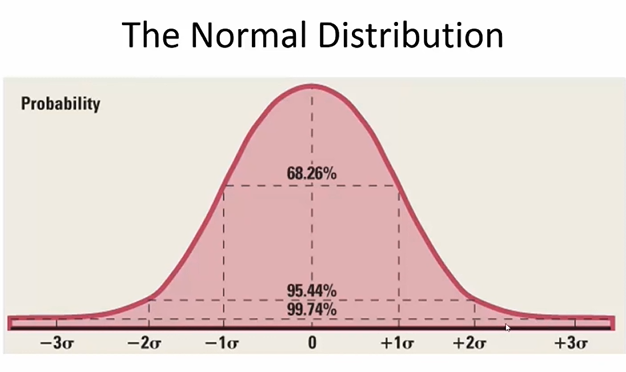 The Normal Distribution
Probability
68.26%
95.44%
99.74%
−3σ −2σ −1σ 0 +1σ +2σ +3σ